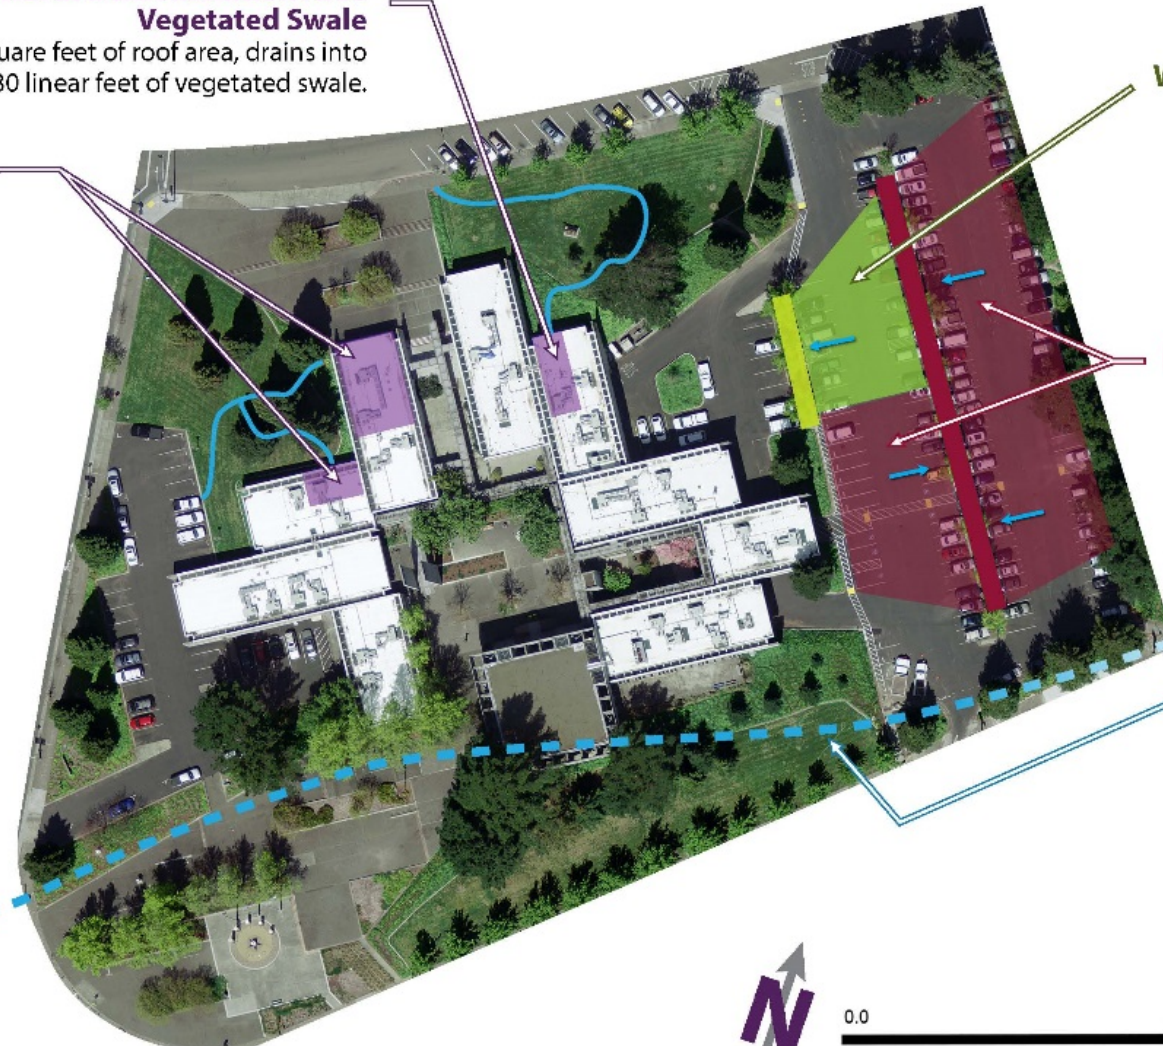 Vegetated Swale
uare feet of roof area, drains into
30 linear feet of vegetated swale.
N
0.0